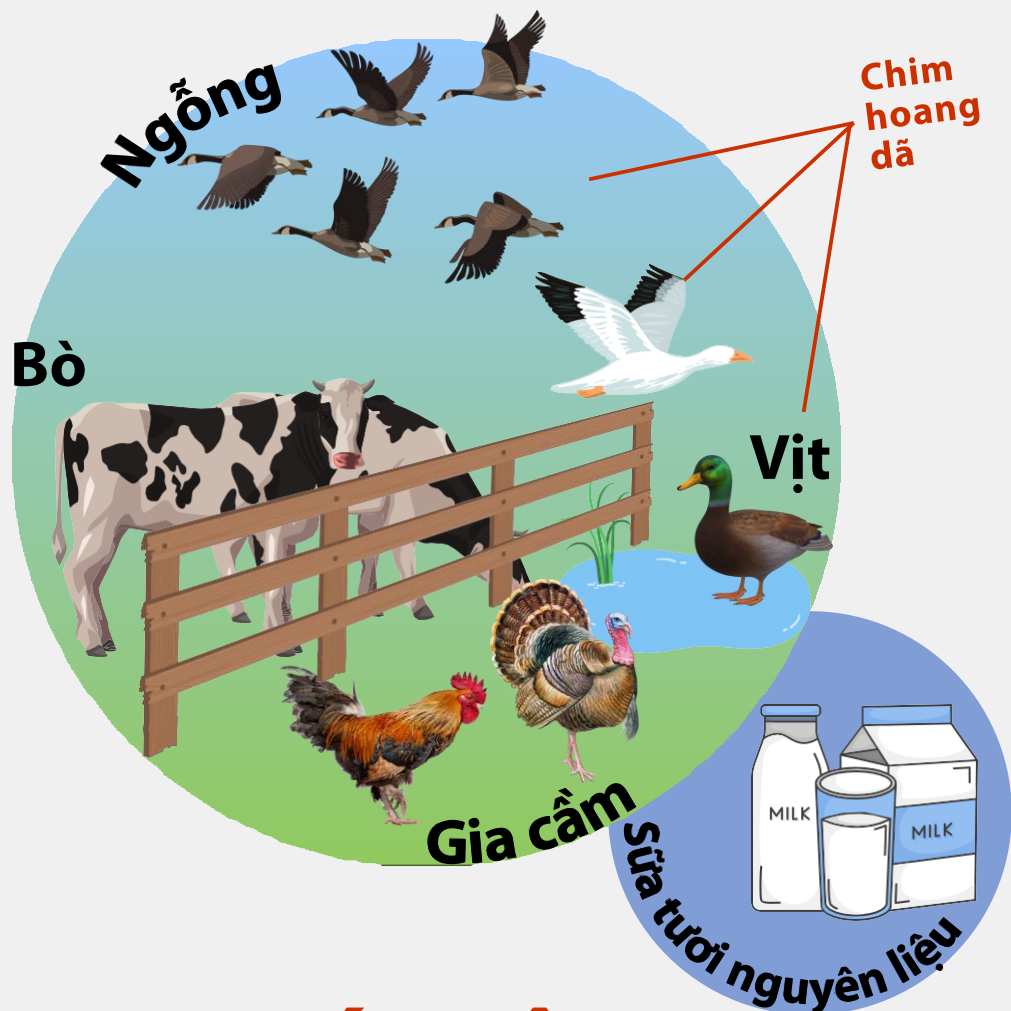 Ngỗng
Chim
hoang
dã
Bò
Vịt
Gia cầm
MILK
MILK
Sữa tươi nguyên liệu